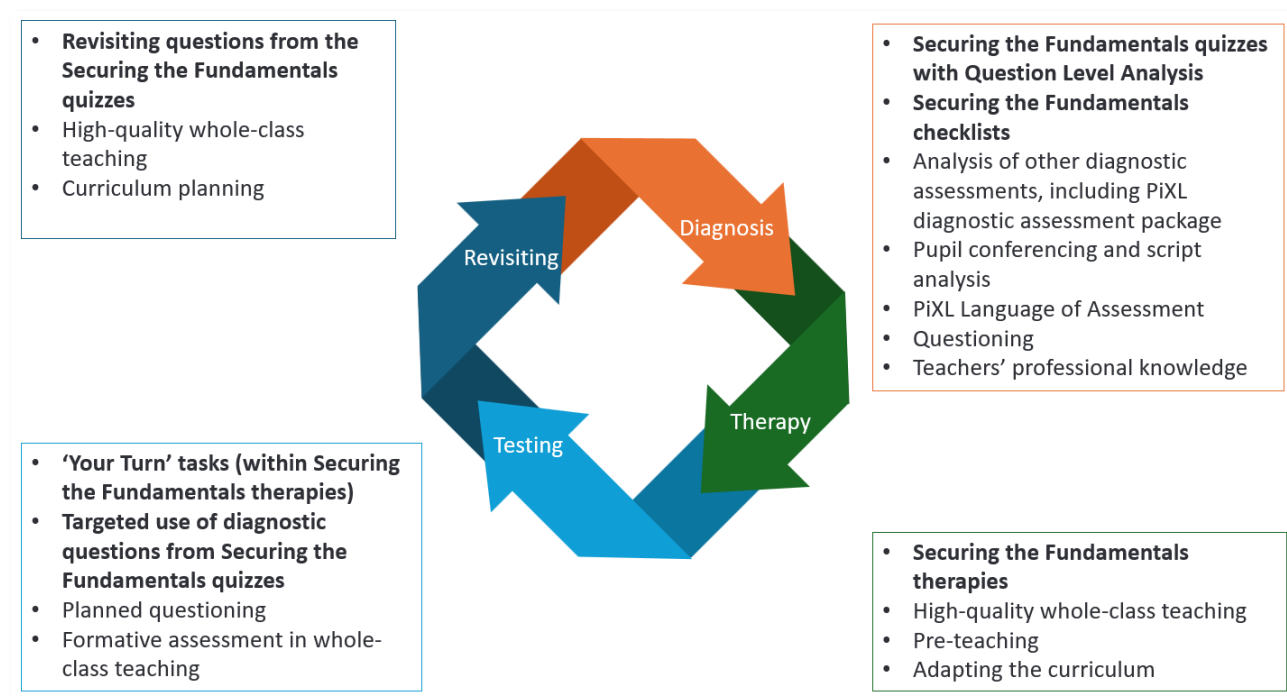 • Revisiting questions from the
Securing the Fundamentals
quizzes
• High-quality whole-class
teaching
• Curriculum planning
• Securing the Fundamentals quizzes
with Question Level Analysis
• Securing the Fundamentals
checklists
• Analysis of other diagnostic
assessments, including PiXL
diagnostic assessment package
• Pupil conferencing and script
analysis
• PiXL Language of Assessment
• Questioning
• Teachers’ professional knowledge
Diagnosis
Revisiting
Therapy
Testing
• ‘Your Turn’ tasks (within Securing
the Fundamentals therapies)
• Targeted use of diagnostic
questions from Securing the
Fundamentals quizzes
• Planned questioning
• Formative assessment in whole-
class teaching
• Securing the Fundamentals
therapies
• High-quality whole-class teaching
• Pre-teaching
• Adapting the curriculum